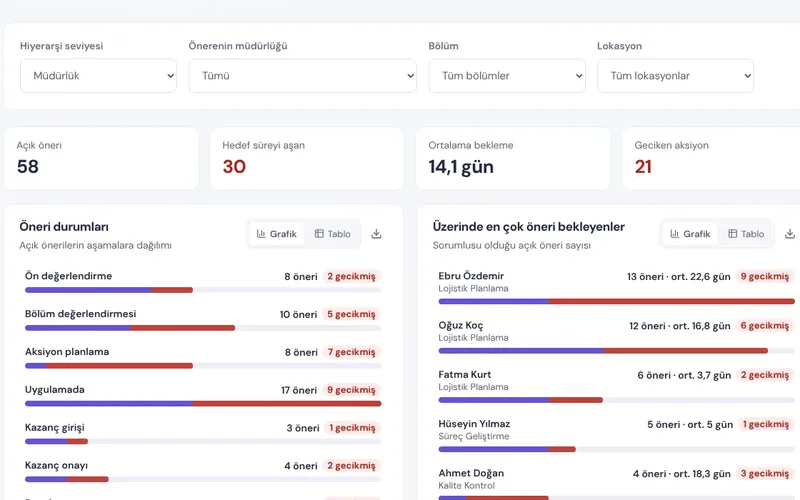 Hiyerarşi seviyesi
Önerenin müdürlüğü
Bölüm
Lokasyon
Müdürlük
Tümü
Tüm bölümler
Tüm lokasyonlar
Açık öneri
58
Hedef süreyi aşan
30
Ortalama bekleme
14,1 gün
Geciken aksiyon
21
Öneri durumları
Açık önerilerin aşamalara dağılımı
Grafik
Tablo
Ön değerlendirme
8 öneri
2 gecikmiş
Bölüm değerlendirmesi
10 öneri
5 gecikmiş
Aksiyon planlama
8 öneri
7 gecikmiş
Uygulamada
17 öneri
9 gecikmiş
Kazanç girişi
3 öneri
1 gecikmiş
Kazanç onayı
4 öneri
2 gecikmiş
Üzerinde en çok öneri bekleyenler
Sorumlusu olduğu açık öneri sayısı
Grafik
Tablo
Ebru Özdemir
13 öneri · ort. 22,6 gün
9 gecikmiş
Lojistik Planlama
Oğuz Koç
12 öneri · ort. 16,8 gün
6 gecikmiş
Lojistik Planlama
Fatma Kurt
6 öneri · ort. 3,7 gün
2 gecikmiş
Lojistik Planlama
Hüseyin Yılmaz
5 öneri · ort. 5 gün
1 gecikmiş
Süreç Geliştirme
Ahmet Doğan
4 öneri · ort. 18,3 gün
3 gecikmiş
Kalite Kontrol